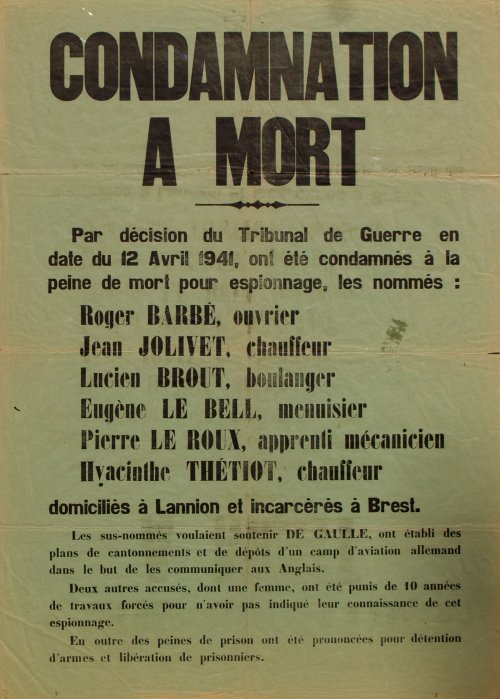 CONDAMNATION
A MORT
Par décision du Tribunal de Guerre en
date du 12 Avril 1941, ont été condamnés à la
peine de mort pour espionnage, les nommés :
Roger BARBÉ, ouvrier
Jean JOLIVET, chauffeur
Lucien BROUT, boulanger
Eugène LE BELL, menuisier
Pierre LE ROUX, apprenti mécanicien
Hyacinthe THÉTIOT, chauffeur
domiciliés à Lannion et incarcérés à Brest.
Les sus-nommés voulaient soutenir DE GAULLE, ont établi des
plans de cantonnements et de dépôts d'un camp d'aviation allemand
dans le but de les communiquer aux Anglais.
Deux autres accusés, dont une femme, ont été punis de 10 années
de travaux forcés pour n'avoir pas indiqué leur connaissance de cet
espionnage.
En outre des peines de prison ont été prononcées pour détention
d'armes et libération de prisonniers.